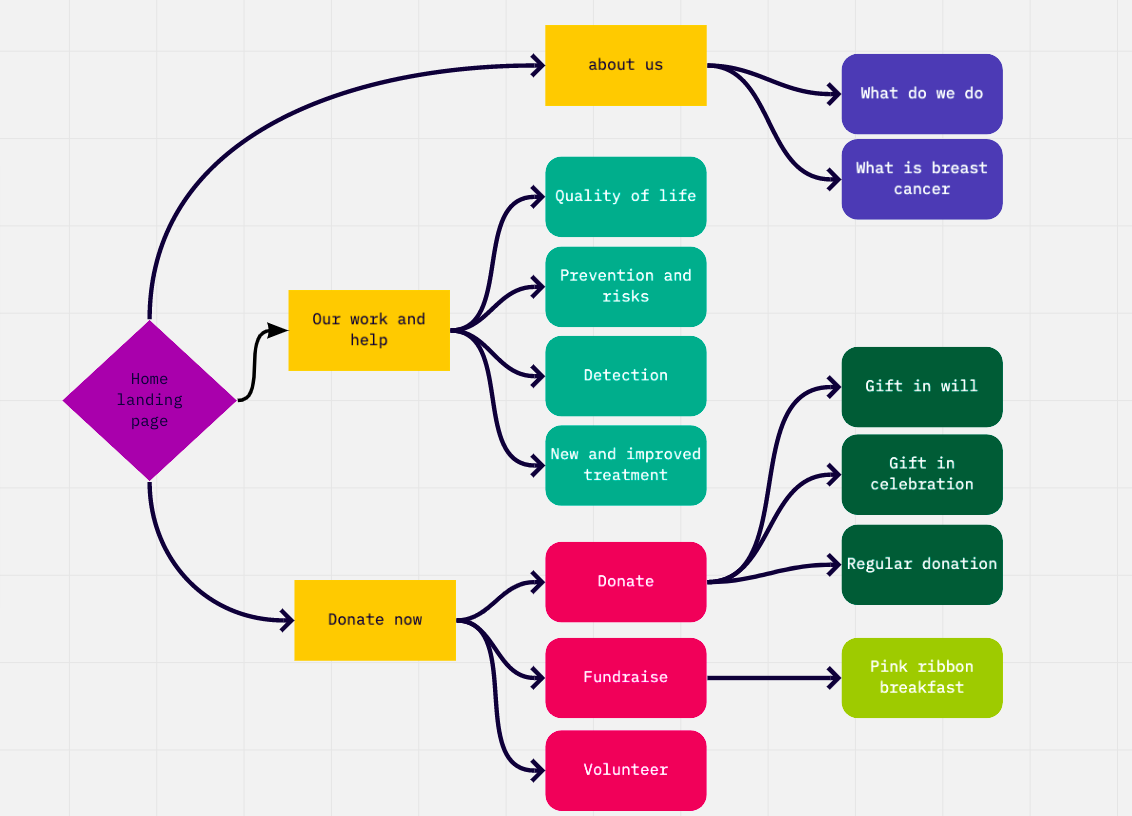 about us
What do we do
What is breast
cancer
Quality of life
Prevention and
risks
Our work and
help
Detection
New and improved
treatment
Home
landing
page
Gift in will
Gift in
celebration
Regular donation
Donate
Donate now
Fundraise
Pink ribbon
breakfast
Volunteer